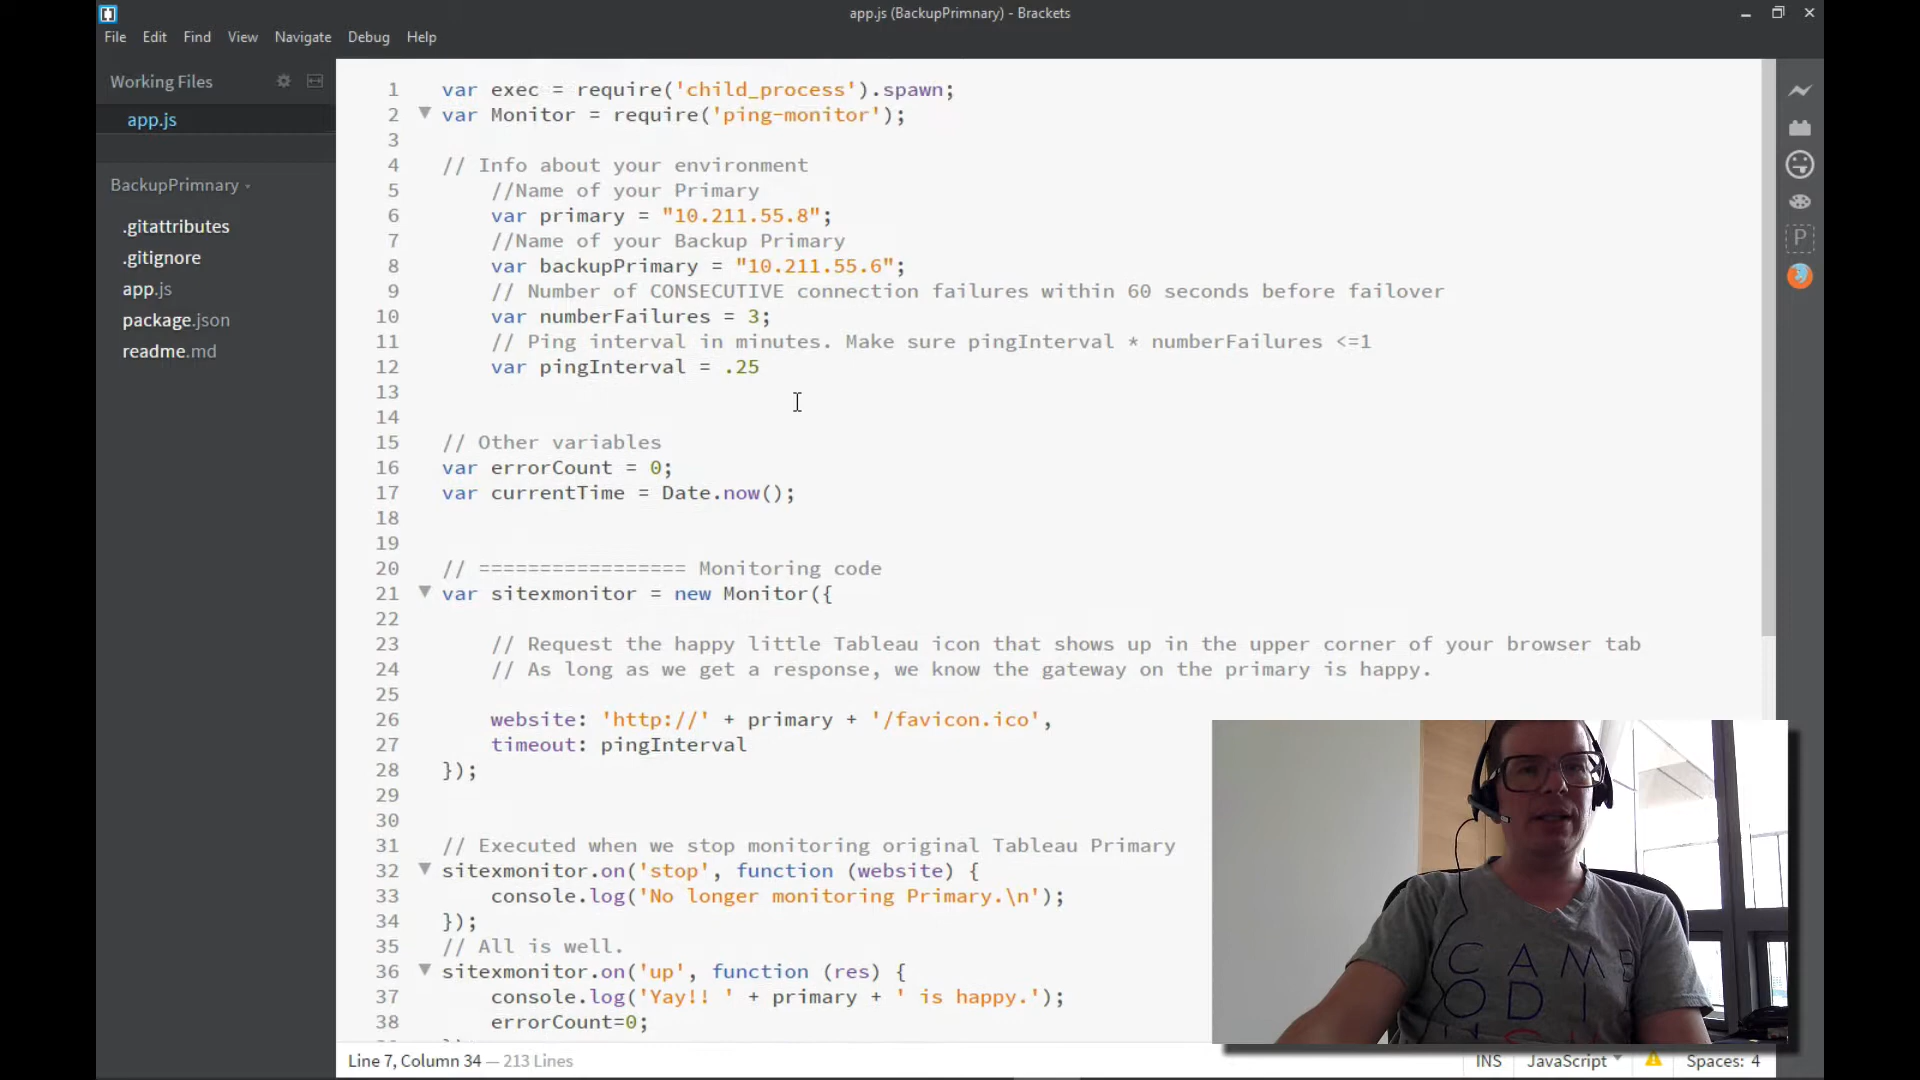 app.js (BackupPrimnary) - Brackets
File Edit Find View Navigate Debug Help
Working Files
app.js
BackupPrimnary
.gitattributes
.gitignore
app.js
package.json
readme.md
1 var exec = require('child_process').spawn;
2 var Monitor = require('ping-monitor');
3
4 // Info about your environment
5 //Name of your Primary
6 var primary = "10.211.55.8";
7 //Name of your Backup Primary
8 var backupPrimary = "10.211.55.6";
9 // Number of CONSECUTIVE connection failures within 60 seconds before failover
10 var numberFailures = 3;
11 // Ping interval in minutes. Make sure pingInterval * numberFailures <=1
12 var pingInterval = .25
13
14
15 // Other variables
16 var errorCount = 0;
17 var currentTime = Date.now();
18
19
20 // ================= Monitoring code
21 var sitexmonitor = new Monitor({
22
23 // Request the happy little Tableau icon that shows up in the upper corner of your browser tab
24 // As long as we get a response, we know the gateway on the primary is happy.
25
26 website: 'http://' + primary + '/favicon.ico',
27 timeout: pingInterval
28 });
29
30
31 // Executed when we stop monitoring original Tableau Primary
32 sitexmonitor.on('stop', function (website) {
33 console.log('No longer monitoring Primary.\n');
34 });
35 // All is well.
36 sitexmonitor.on('up', function (res) {
37 console.log('Yay!! ' + primary + ' is happy.');
38 errorCount=0;
P
CAME
ODI
Line 7, Column 34 — 213 Lines
INS JavaScript Spaces: 4